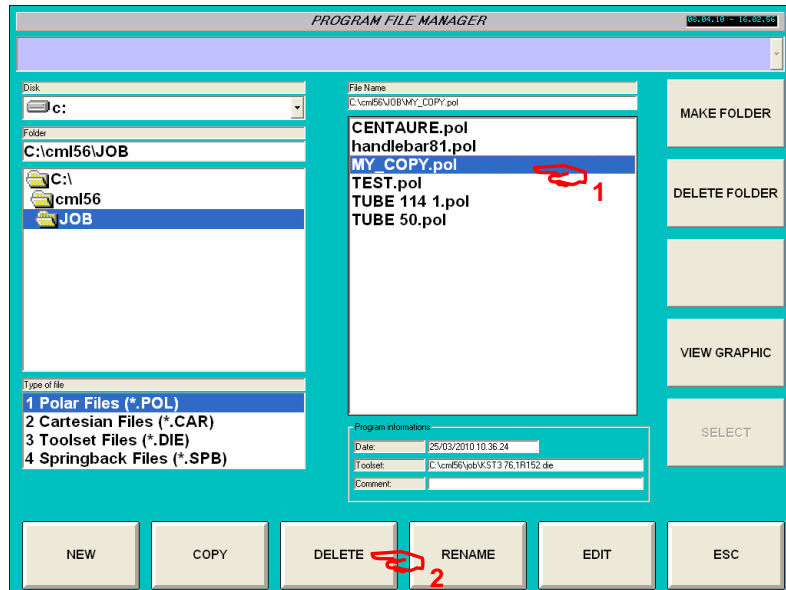 PROGRAM FILE MANAGER
08.04.10 - 16.02.56
Disk
c:
Folder
C:\cml56\JOB
C:\
cml56
JOB
Type of file
1 Polar Files (*.POL)
2 Cartesian Files (*.CAR)
3 Toolset Files (*.DIE)
4 Springback Files (*.SPB)
File Name
C:\cml56\JOB\MY_COPY.pol
CENTAURE.pol
handlebar81.pol
MY_COPY.pol
1
TEST.pol
TUBE 114 1.pol
TUBE 50.pol
Program informations
Date: 25/03/2010 10.36.24
Toolset: C:\cml56\job\KST3 76,1R152.die
Comment:
MAKE FOLDER
DELETE FOLDER
VIEW GRAPHIC
SELECT
NEW
COPY
DELETE
2
RENAME
EDIT
ESC